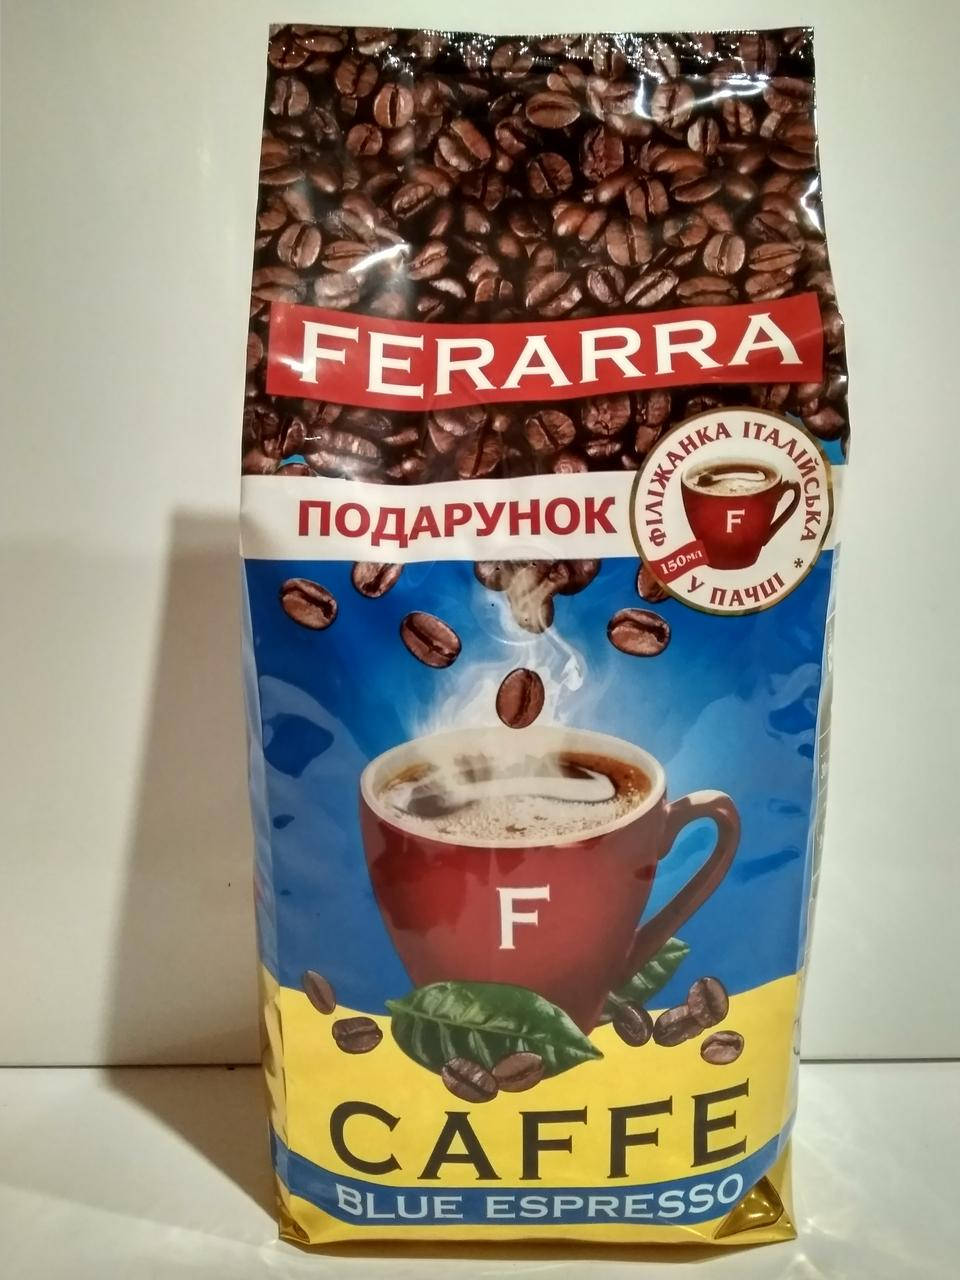 FERARRA
ПОДАРУНОК
ФІЛІЖАНКА ІТАЛІЙСЬКА
F
150мл
У ПАЧЦІ *
F
CAFFE
BLUE ESPRESSO